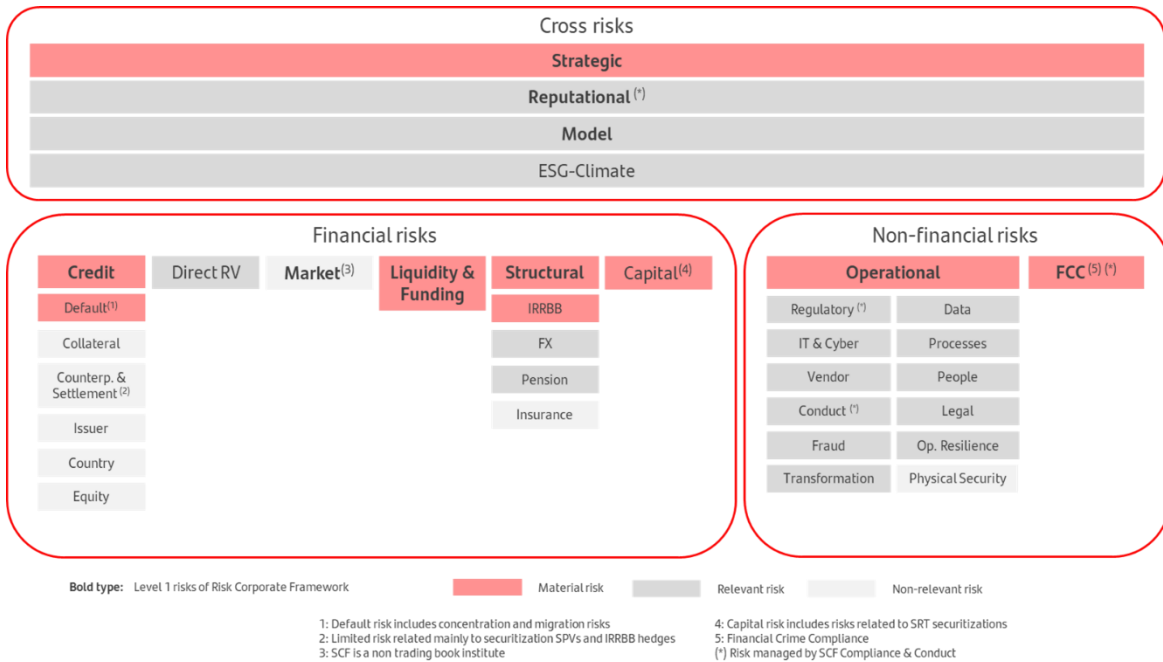 Cross risks
Strategic
Reputational (*)
Model
ESG-Climate
Financial risks
Credit
Default(1)
Collateral
Counterp. &
Settlement (2)
Issuer
Country
Equity
Direct RV
Market(3)
Liquidity &
Funding
Structural
IRRBB
FX
Pension
Insurance
Capital(4)
Non-financial risks
Operational
Regulatory (*)
Data
IT & Cyber
Processes
Vendor
People
Conduct (*)
Legal
Fraud
Op. Resilience
Transformation
Physical Security
FCC (5) (*)
Bold type: Level 1 risks of Risk Corporate Framework
Material risk
Relevant risk
Non-relevant risk
1: Default risk includes concentration and migration risks
2: Limited risk related mainly to securitization SPVs and IRRBB hedges
3: SCF is a non trading book institute
4: Capital risk includes risks related to SRT securitizations
5: Financial Crime Compliance
(*) Risk managed by SCF Compliance & Conduct